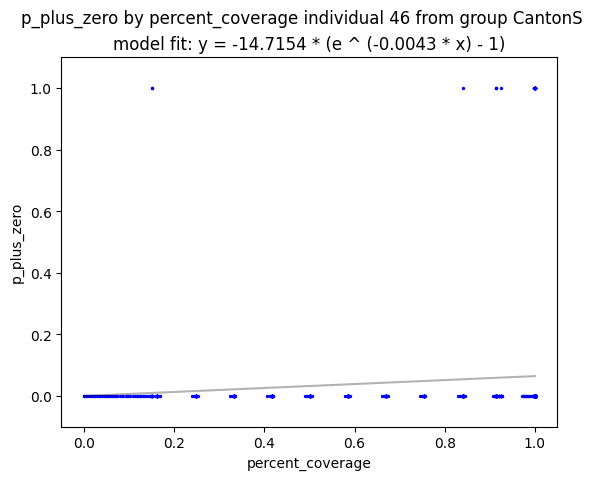 p_plus_zero by percent_coverage individual 46 from group CantonS
model fit: y = -14.7154 * (e ^ (-0.0043 * x) - 1)
1.0
0.8
0.6
0.4
0.2
0.0
p_plus_zero
0.0 0.2 0.4 0.6 0.8 1.0
percent_coverage